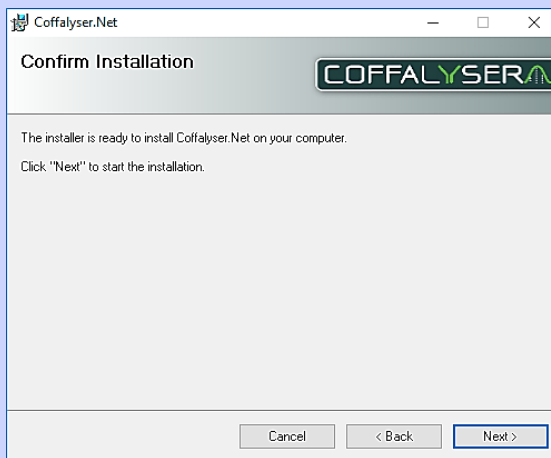 Coffalyser.Net
Confirm Installation
COFFALYSER
The installer is ready to install Coffalyser.Net on your computer.
Click "Next" to start the installation.
Cancel
< Back
Next >